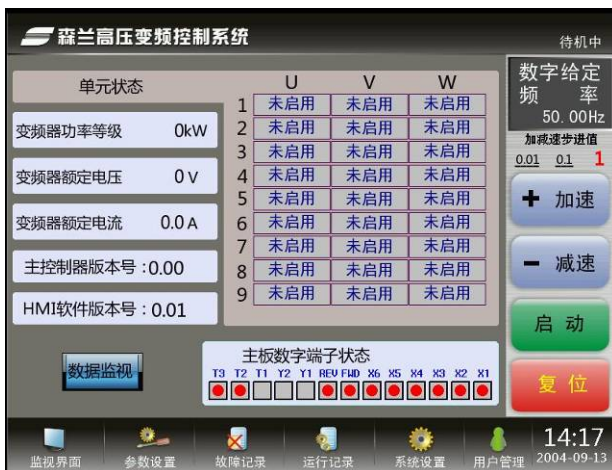 森兰高压变频控制系统
待机中
单元状态
变频器功率等级 0kW
变频器额定电压 0 V
变频器额定电流 0.0 A
主控制器版本号 :0.00
HMI软件版本号 : 0.01
数据监视
U V W
1 未启用 未启用 未启用
2 未启用 未启用 未启用
3 未启用 未启用 未启用
4 未启用 未启用 未启用
5 未启用 未启用 未启用
6 未启用 未启用 未启用
7 未启用 未启用 未启用
8 未启用 未启用 未启用
9 未启用 未启用 未启用
主板数字端子状态
T3 T2 T1 Y2 Y1 REV FWD X6 X5 X4 X3 X2 X1
数字给定
频 率
50.00Hz
加减速步进值
0.01 0.1 1
+ 加速
- 减速
启 动
复 位
监视界面 参数设置 故障记录 运行记录 系统设置 用户管理
14:17
2004-09-13